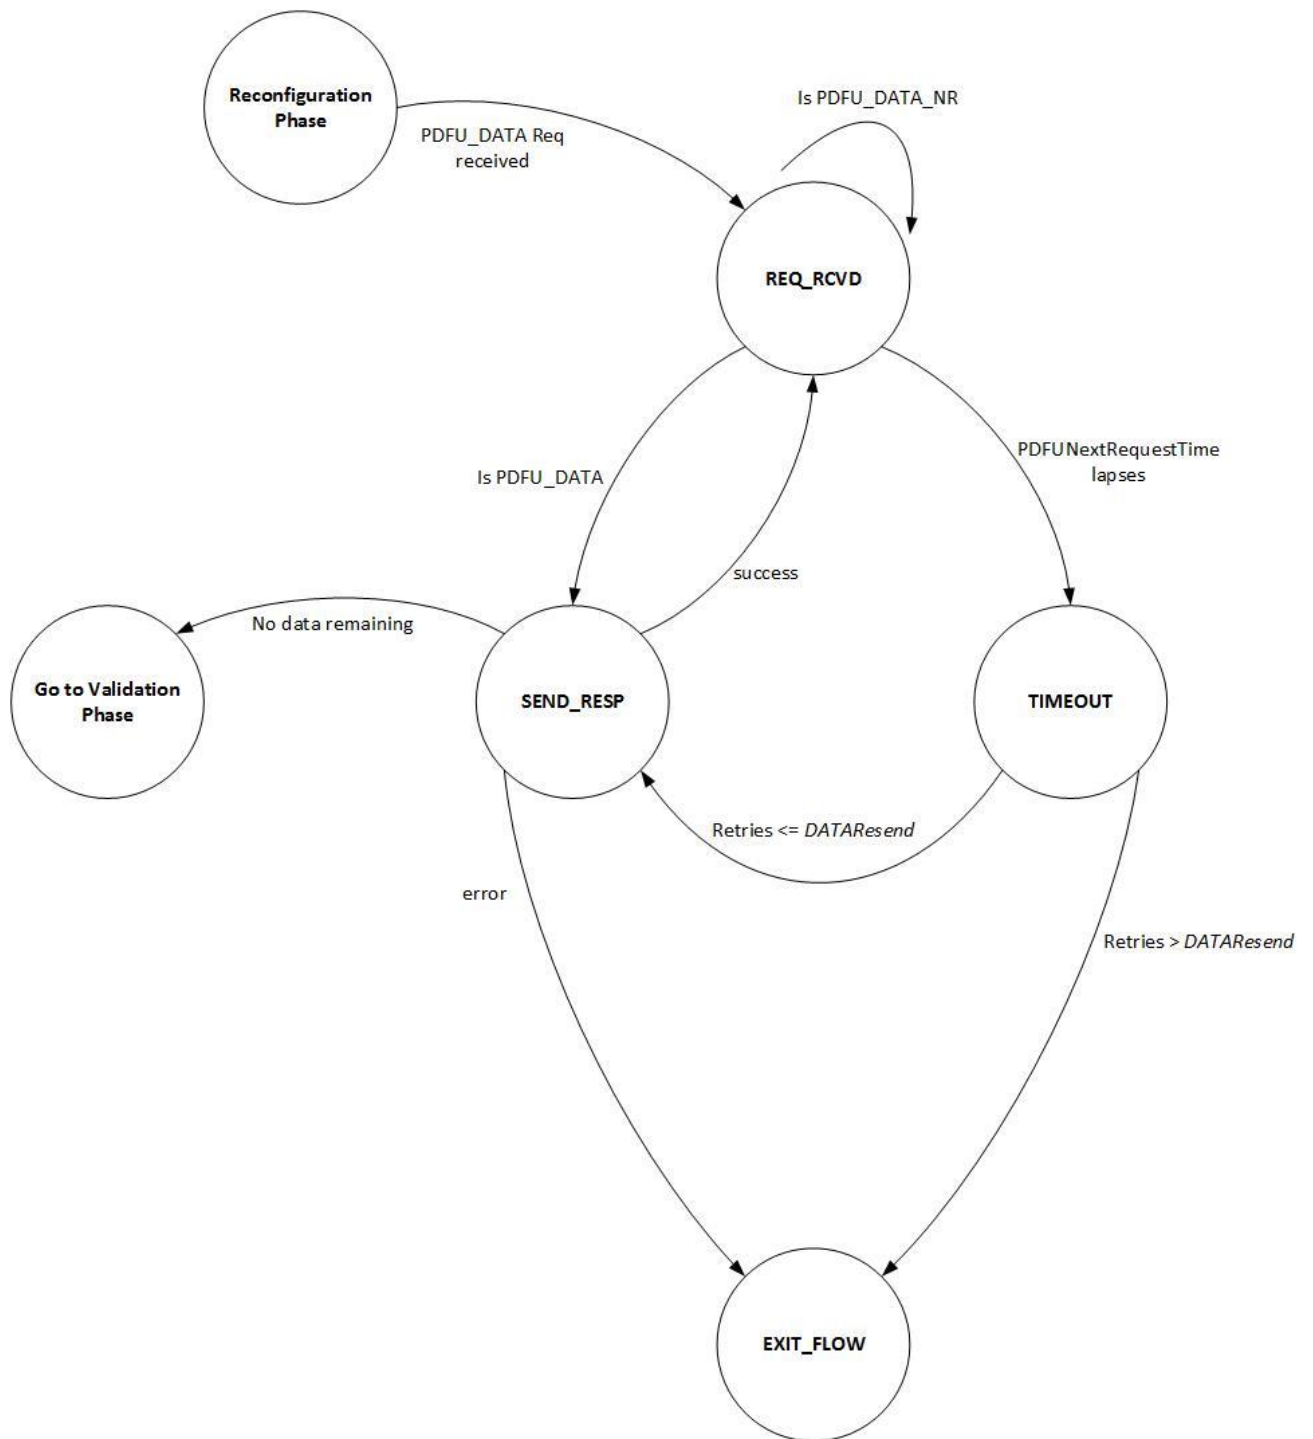 Reconfiguration
Phase
Is PDFU_DATA_NR
PDFU_DATA Req
received
REQ_RCVD
PDFUNextRequestTime
lapses
Is PDFU_DATA
success
No data remaining
Go to Validation
Phase
SEND_RESP
TIMEOUT
Retries <= DATAResend
error
Retries > DATAResend
EXIT_FLOW